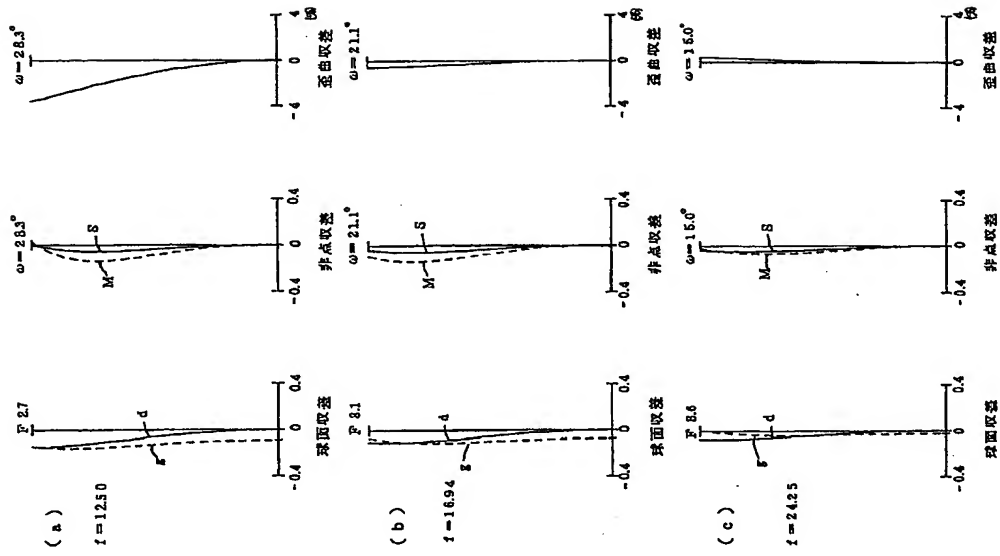 (a)
f=12.50
F 2.7
d
g
-0.4 0 0.4
球面収差
ω=28.3°
S
M
-0.4 0 0.4
非点収差
ω=28.3°
-4 0 4
(%)
歪曲収差
(b)
f=16.94
F 3.1
d
g
-0.4 0 0.4
球面収差
ω=21.1°
S
M
-0.4 0 0.4
非点収差
ω=21.1°
-4 0 4
(%)
歪曲収差
(c)
f=24.25
F 3.6
d
g
-0.4 0 0.4
球面収差
ω=15.0°
S
M
-0.4 0 0.4
非点収差
ω=15.0°
-4 0 4
(%)
歪曲収差